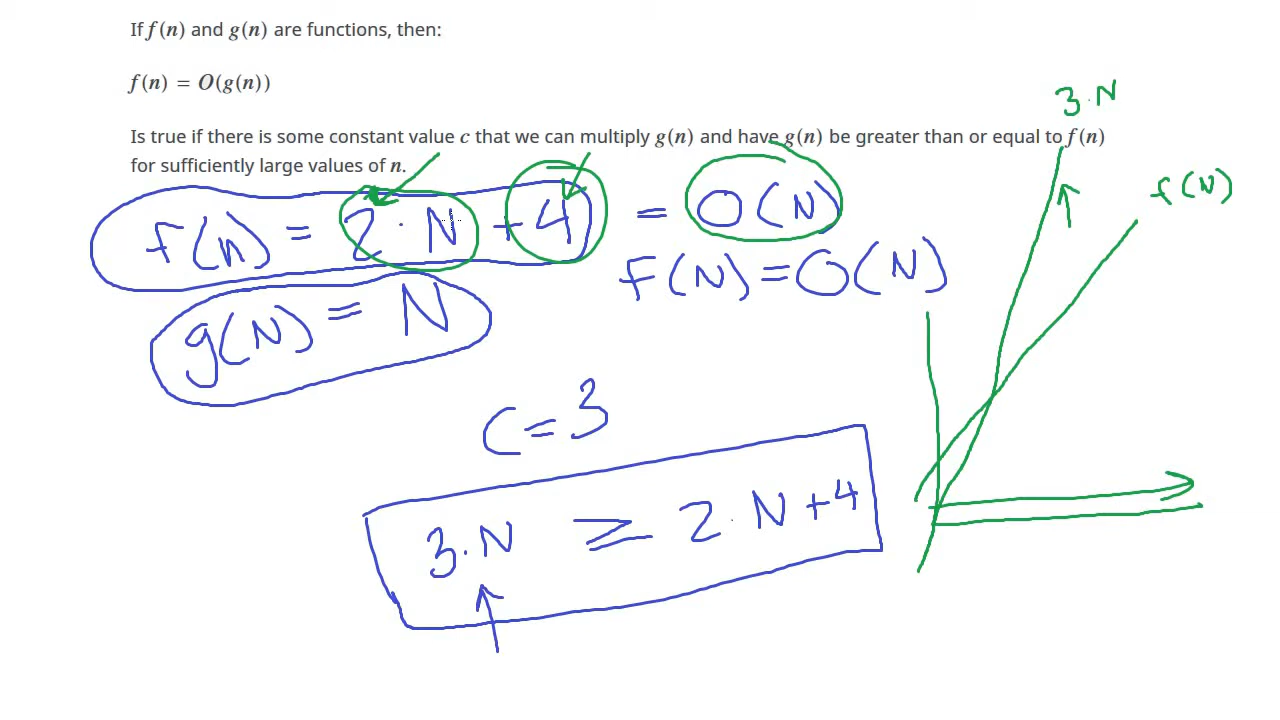 If f(n) and g(n) are functions, then:
f(n) = O(g(n))
Is true if there is some constant value c that we can multiply g(n) and have g(n) be greater than or equal to f(n)
for sufficiently large values of n.
3·N
f(N)
f(n) = 2·N + 4 = O(N)
f(N) = O(N)
g(N) = N
c = 3
3·N ≥ 2·N + 4